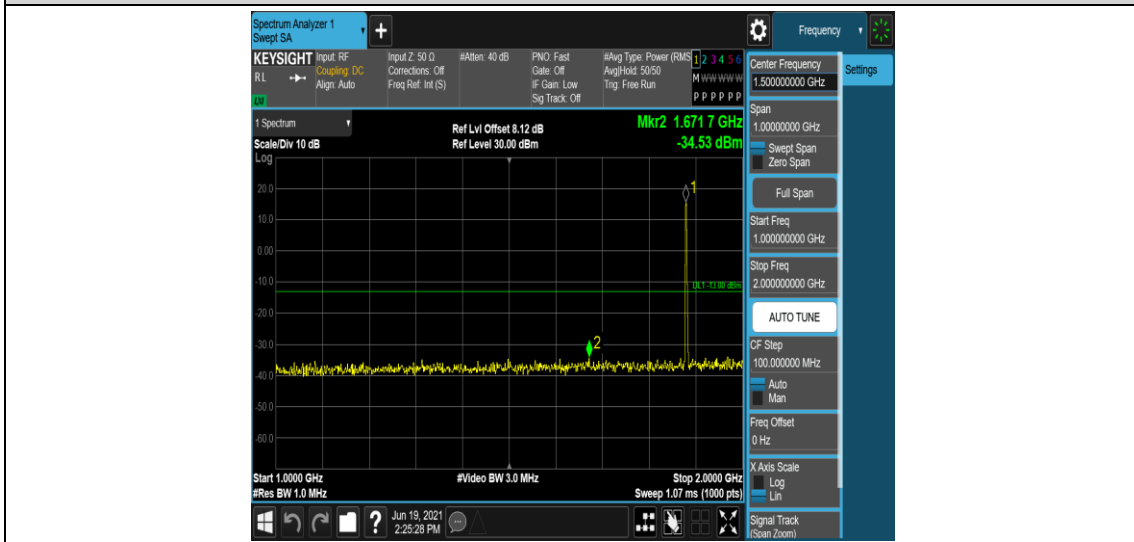 Spectrum Analyzer 1
Swept SA
+
Frequency
KEYSIGHT
RL
Input: RF
Coupling: DC
Align: Auto
Input Z: 50 Ω
Corrections: Off
Freq Ref: Int (S)
#Atten: 40 dB
PNO: Fast
Gate: Off
IF Gain: Low
Sig Track: Off
#Avg Type: Power (RMS
Avg|Hold: 50/50
Trig: Free Run
1 2 3 4 5 6
M W W W W W
P P P P P P
1 Spectrum
Scale/Div 10 dB
Ref Lvl Offset 8.12 dB
Ref Level 30.00 dBm
Mkr2 1.671 7 GHz
-34.53 dBm
Log
20.0
10.0
0.00
-10.0
-20.0
-30.0
-40.0
-50.0
-60.0
1
DL1 -13.00 dBm
2
Start 1.0000 GHz
#Res BW 1.0 MHz
#Video BW 3.0 MHz
Stop 2.0000 GHz
Sweep 1.07 ms (1000 pts)
Center Frequency
1.500000000 GHz
Settings
Span
1.00000000 GHz
Swept Span
Zero Span
Full Span
Start Freq
1.000000000 GHz
Stop Freq
2.000000000 GHz
AUTO TUNE
CF Step
100.000000 MHz
Auto
Man
Freq Offset
0 Hz
X Axis Scale
Log
Lin
Signal Track
(Span Zoom)
?
Jun 19, 2021
2:25:28 PM